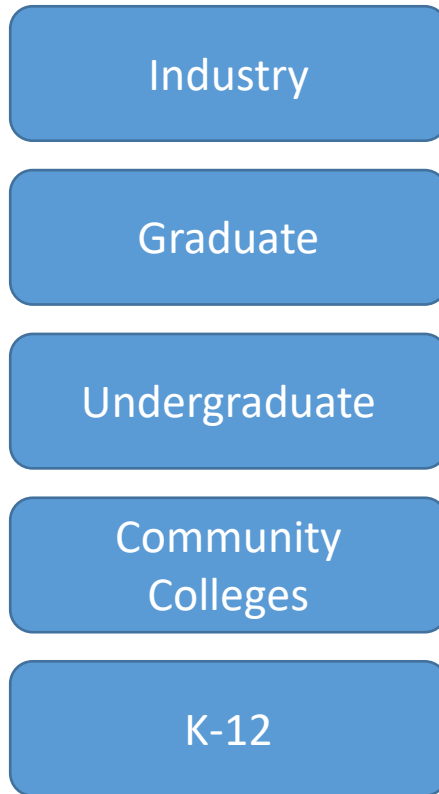 Industry
Graduate
Undergraduate
Community
Colleges
K-12